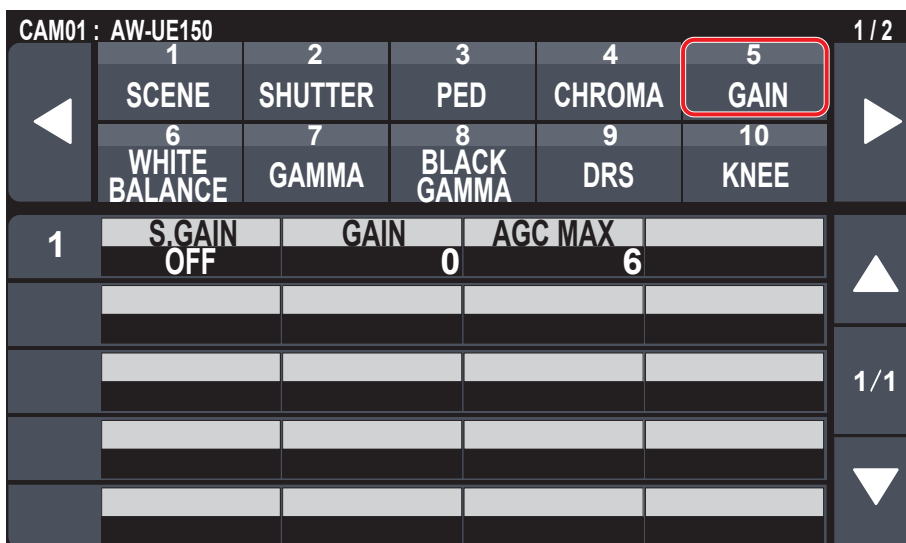 CAM01 : AW-UE150 1 / 2
1 2 3 4 5
SCENE SHUTTER PED CHROMA GAIN
6 7 8 9 10
WHITE BALANCE GAMMA BLACK GAMMA DRS KNEE
1 S.GAIN GAIN AGC MAX
OFF 0 6
1/1